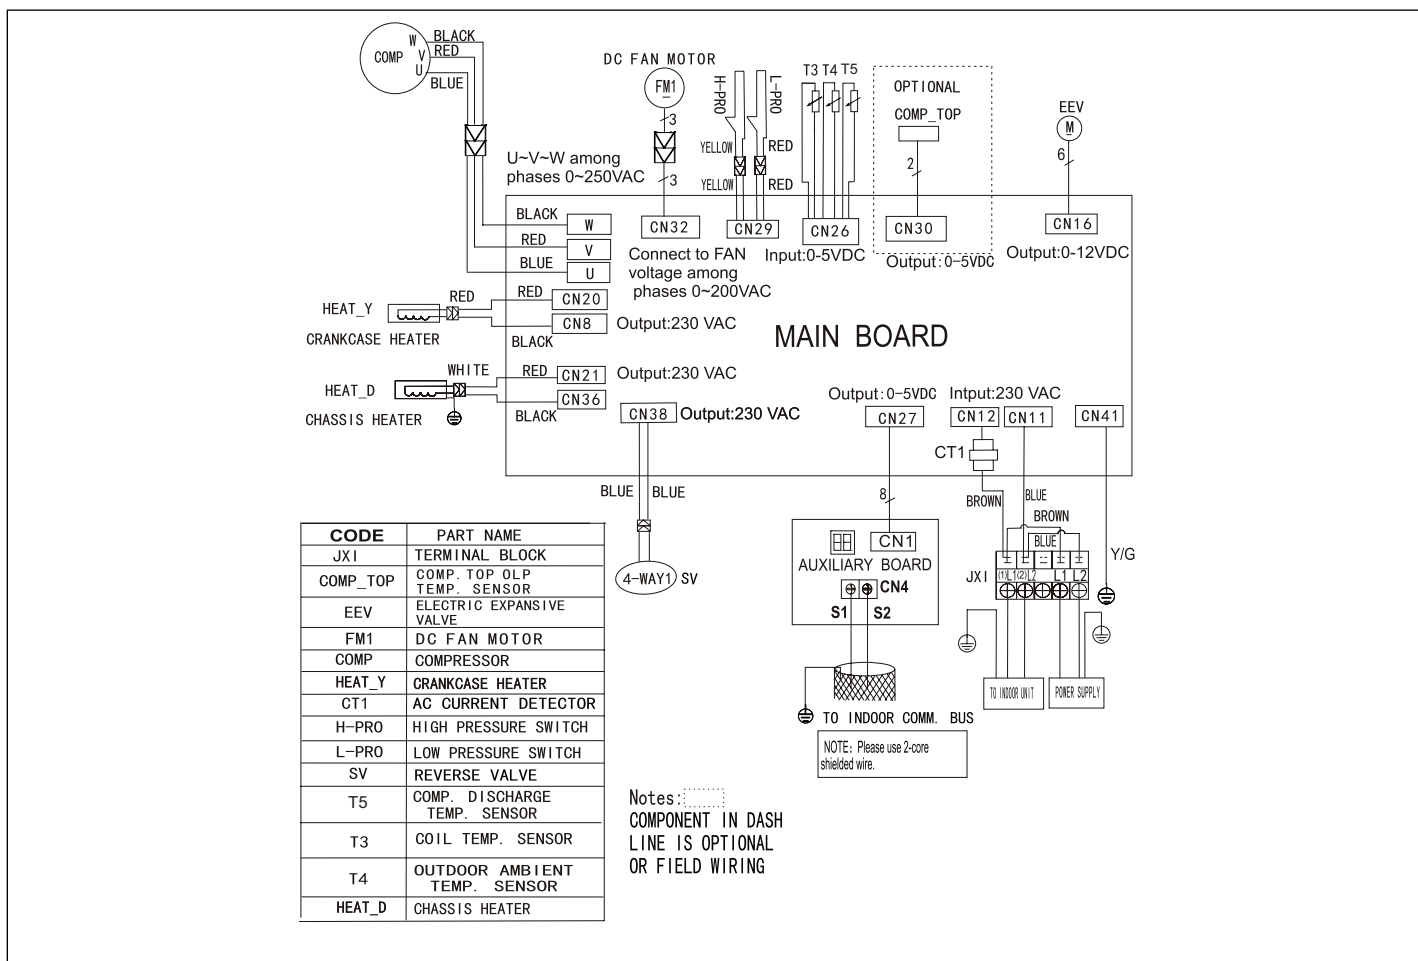 COMP
W
V
U
BLACK
RED
BLUE
DC FAN MOTOR
FM1
3
3
H-PRO
L-PRO
YELLOW
YELLOW
RED
RED
T3 T4 T5
OPTIONAL
COMP_TOP
2
EEV
M
6
U~V~W among
phases 0~250VAC
BLACK
W
RED
V
BLUE
U
CN32
Connect to FAN
voltage among
phases 0~200VAC
CN29
CN26
Input:0-5VDC
CN30
Output:0-5VDC
CN16
Output:0-12VDC
HEAT_Y
RED
RED
CN20
CN8
Output:230 VAC
BLACK
CRANKCASE HEATER
MAIN BOARD
HEAT_D
WHITE
RED
CN21
Output:230 VAC
CN36
BLACK
CHASSIS HEATER
CN38
Output:230 VAC
Output:0-5VDC
CN27
Intput:230 VAC
CN12
CN11
CN41
CT1
BLUE
BLUE
8
BROWN
BLUE
BROWN
BLUE
Y/G
4-WAY1
SV
CN1
AUXILIARY BOARD
CN4
S1
S2
JX1
(1)L1(2)L2
L1
L2
TO INDOOR UNIT
POWER SUPPLY
TO INDOOR COMM. BUS
NOTE: Please use 2-core
shielded wire.
CODE PART NAME
JX1 TERMINAL BLOCK
COMP_TOP COMP. TOP OLP
TEMP. SENSOR
EEV ELECTRIC EXPANSIVE
VALVE
FM1 DC FAN MOTOR
COMP COMPRESSOR
HEAT_Y CRANKCASE HEATER
CT1 AC CURRENT DETECTOR
H-PRO HIGH PRESSURE SWITCH
L-PRO LOW PRESSURE SWITCH
SV REVERSE VALVE
T5 COMP. DISCHARGE
TEMP. SENSOR
T3 COIL TEMP. SENSOR
T4 OUTDOOR AMBIENT
TEMP. SENSOR
HEAT_D CHASSIS HEATER
Notes:
COMPONENT IN DASH
LINE IS OPTIONAL
OR FIELD WIRING